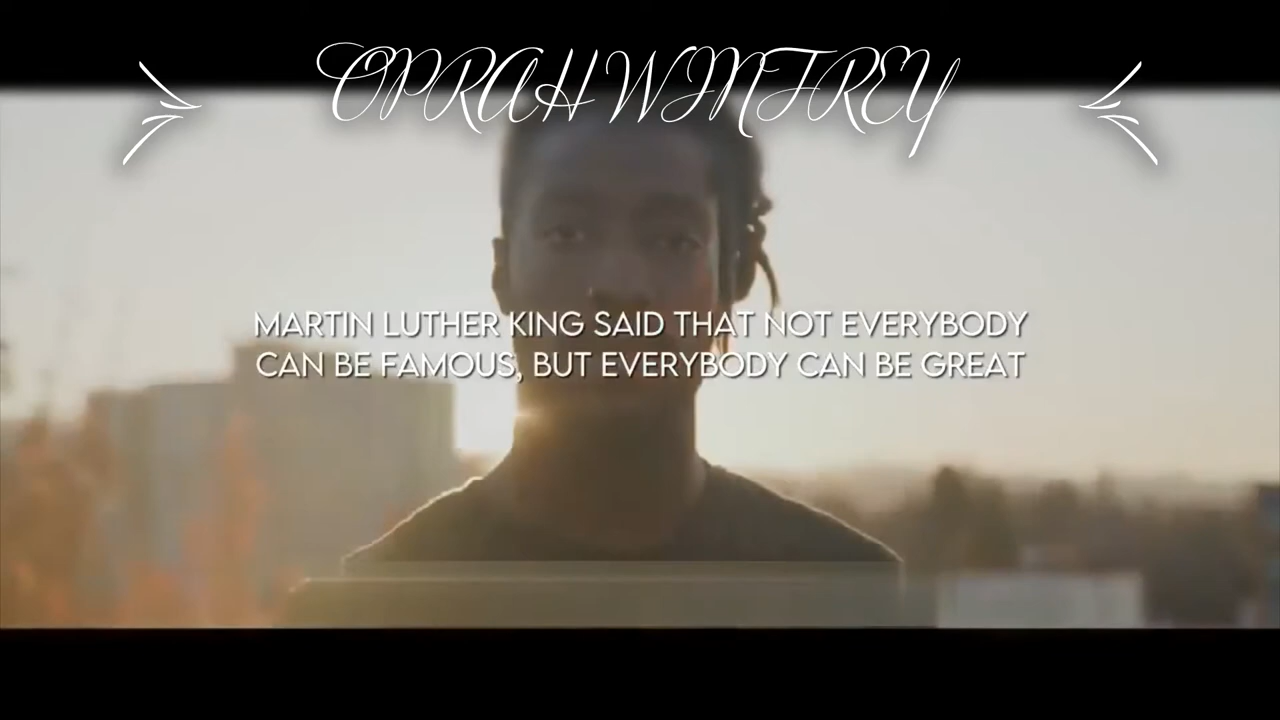 OPRAH WINFREY
MARTIN LUTHER KING SAID THAT NOT EVERYBODY
CAN BE FAMOUS, BUT EVERYBODY CAN BE GREAT